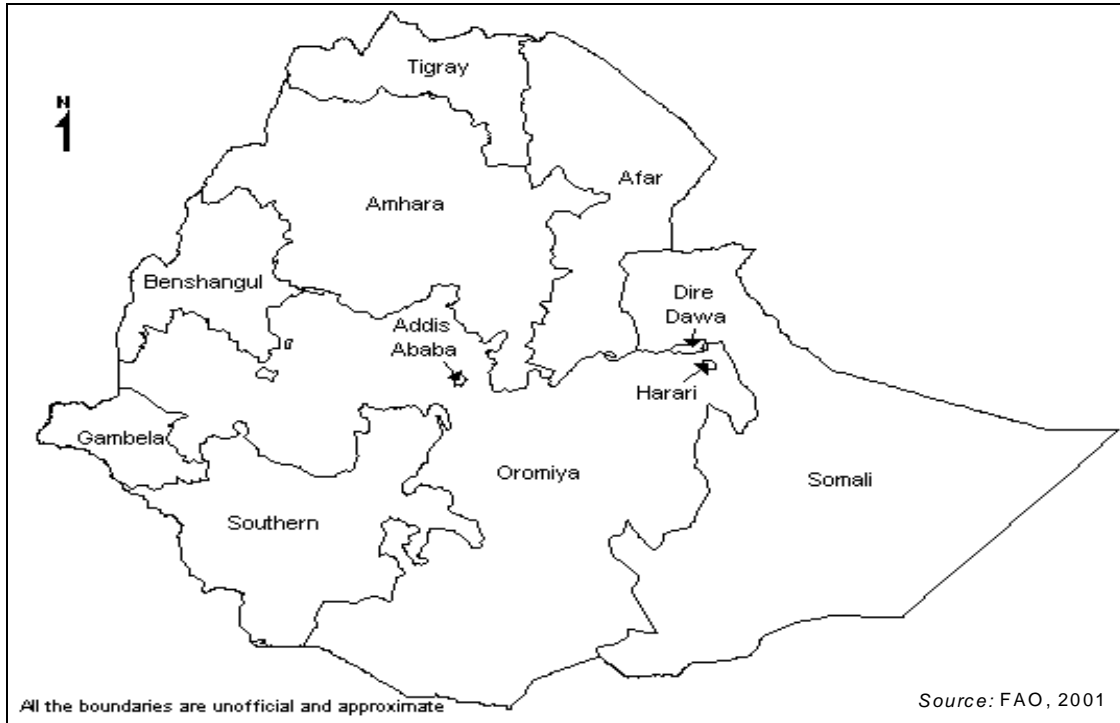 Tigray
N
Afar
Amhara
Benshangul
Dire
Dawa
Addis
Ababa
Harari
Gambela
Oromiya
Somali
Southern
All the boundaries are unofficial and approximate
Source: FAO, 2001